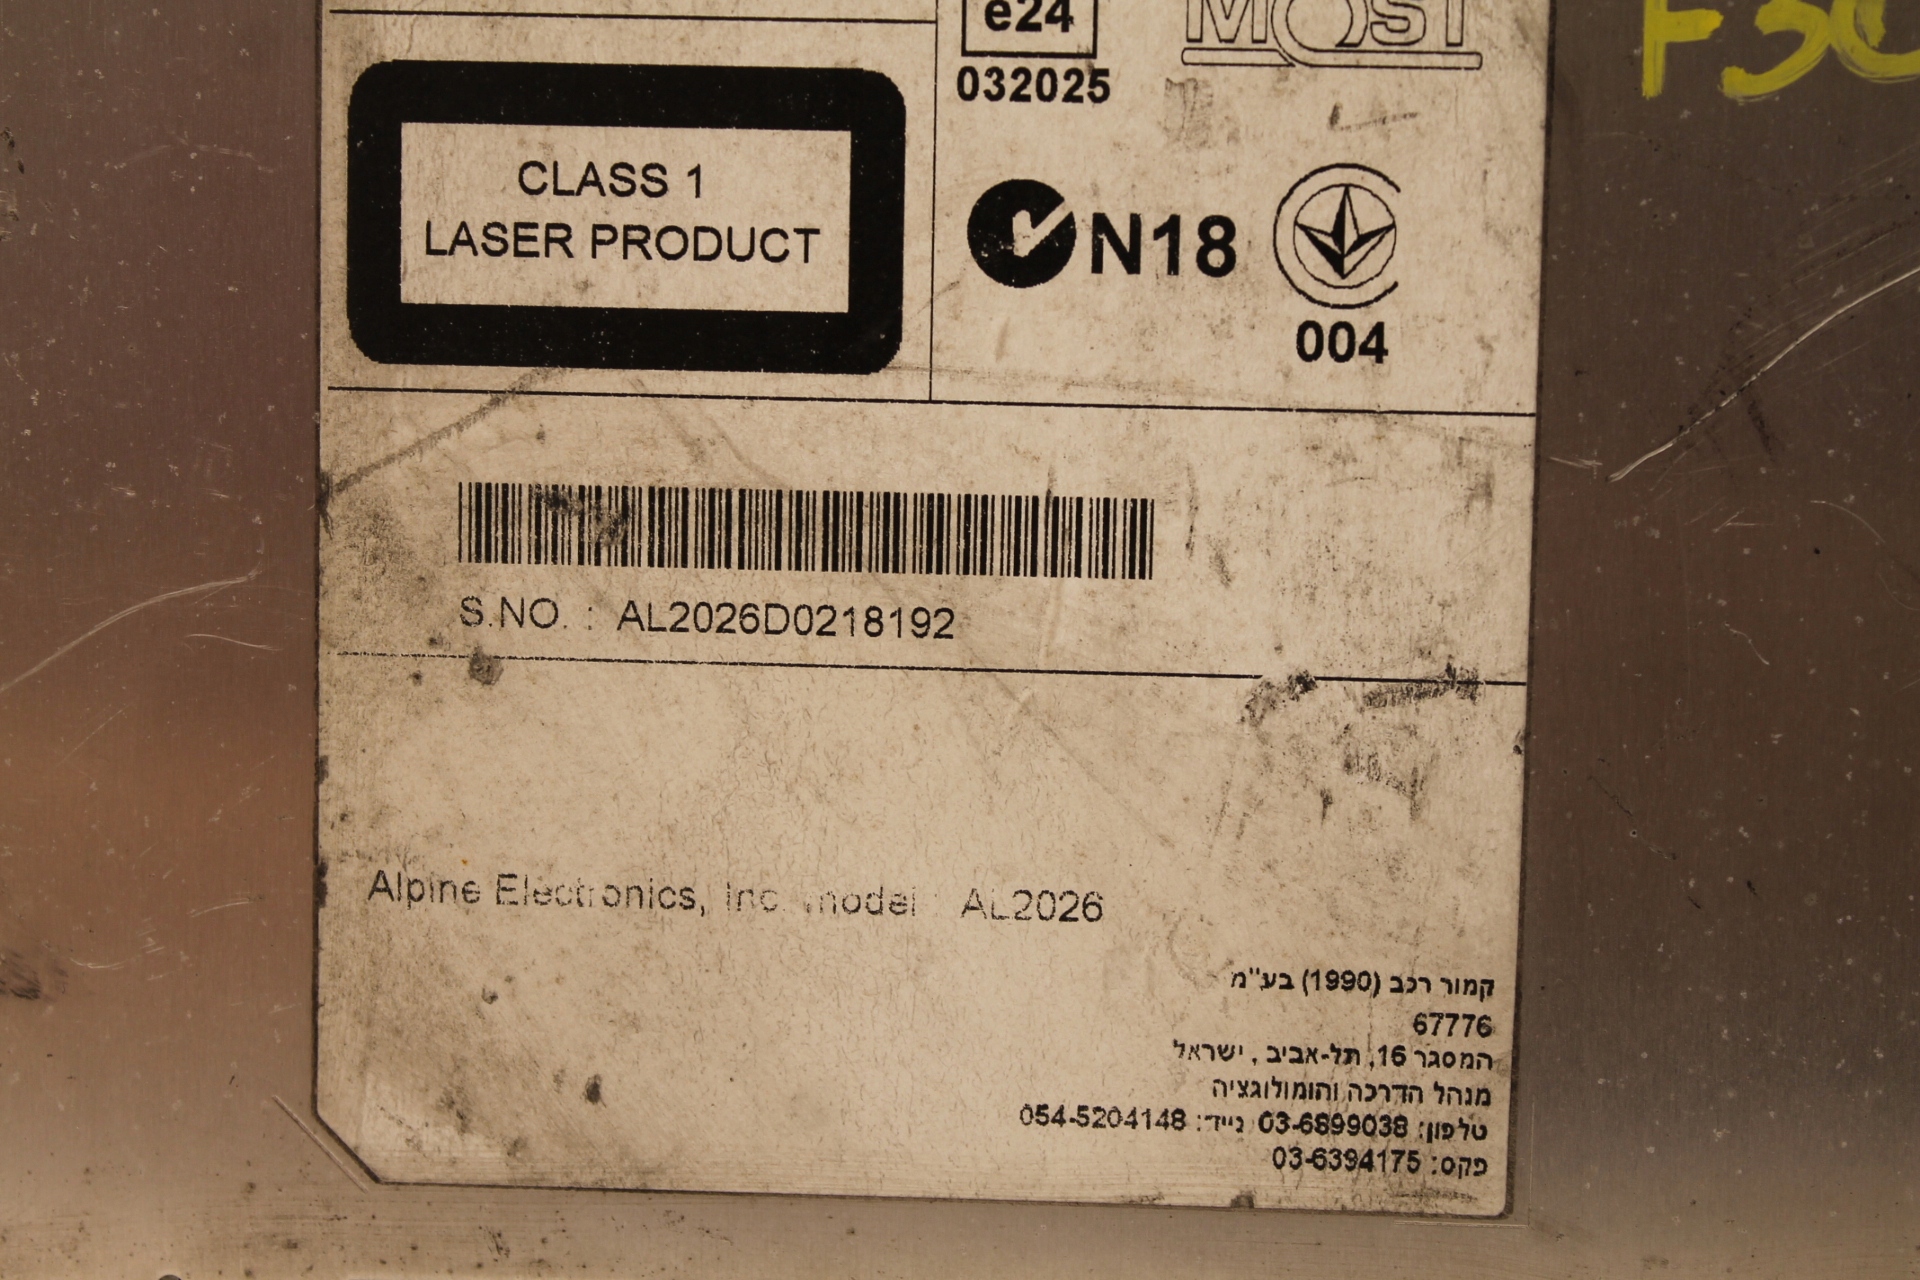 e24
MOST
032025
CLASS 1
LASER PRODUCT
N18
004
S.NO. : AL2026D0218192
Alpine Electronics, Inc. model : AL2026
קמור רכב (1990) בע"מ
67776
המסגר 16, תל-אביב, ישראל
מנהל הדרכה והומולוגציה
טלפון: 03-6899038 נייד: 054-5204148
פקס: 03-6394175